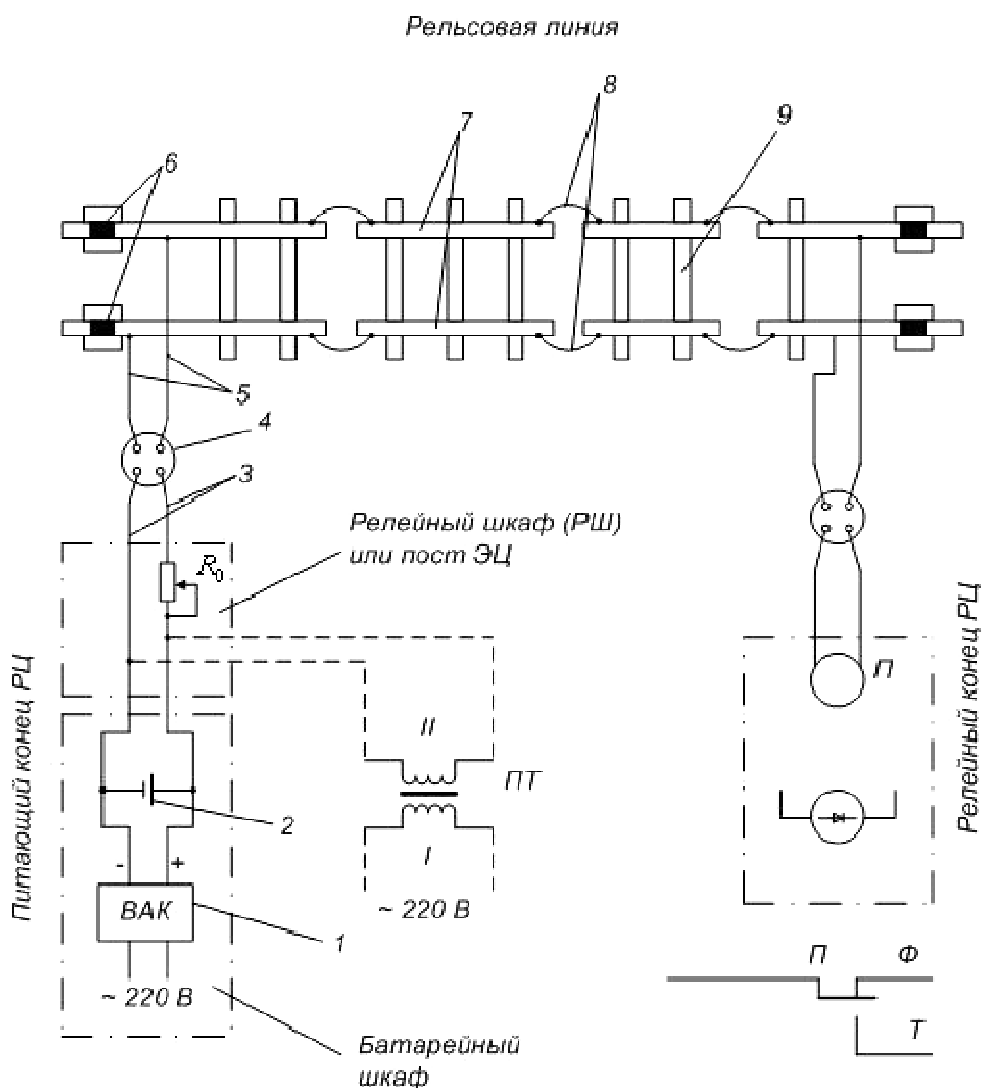 Рельсовая линия
8
7
9
6
5
4
3
Релейный шкаф (РШ)
или пост ЭЦ
R₀
Питающий конец РЦ
Релейный конец РЦ
П
II
ПТ
2
I
- +
ВАК
1
~ 220 В
~ 220 В
П Ф
Т
Батарейный
шкаф